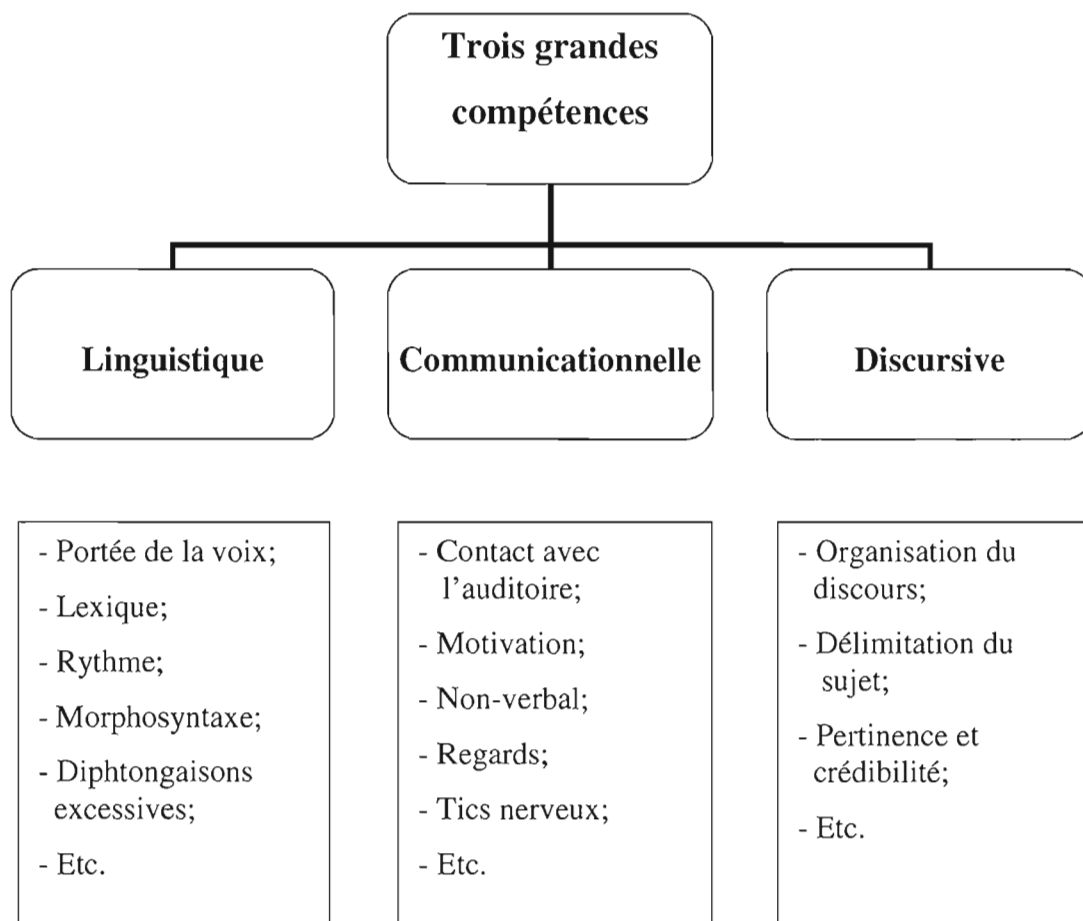 Trois grandes
compétences
Linguistique
Communicationnelle
Discursive
- Portée de la voix;
- Lexique;
- Rythme;
- Morphosyntaxe;
- Diphtongaisons
excessives;
- Etc.
- Contact avec
l’auditoire;
- Motivation;
- Non-verbal;
- Regards;
- Tics nerveux;
- Etc.
- Organisation du
discours;
- Délimitation du
sujet;
- Pertinence et
crédibilité;
- Etc.